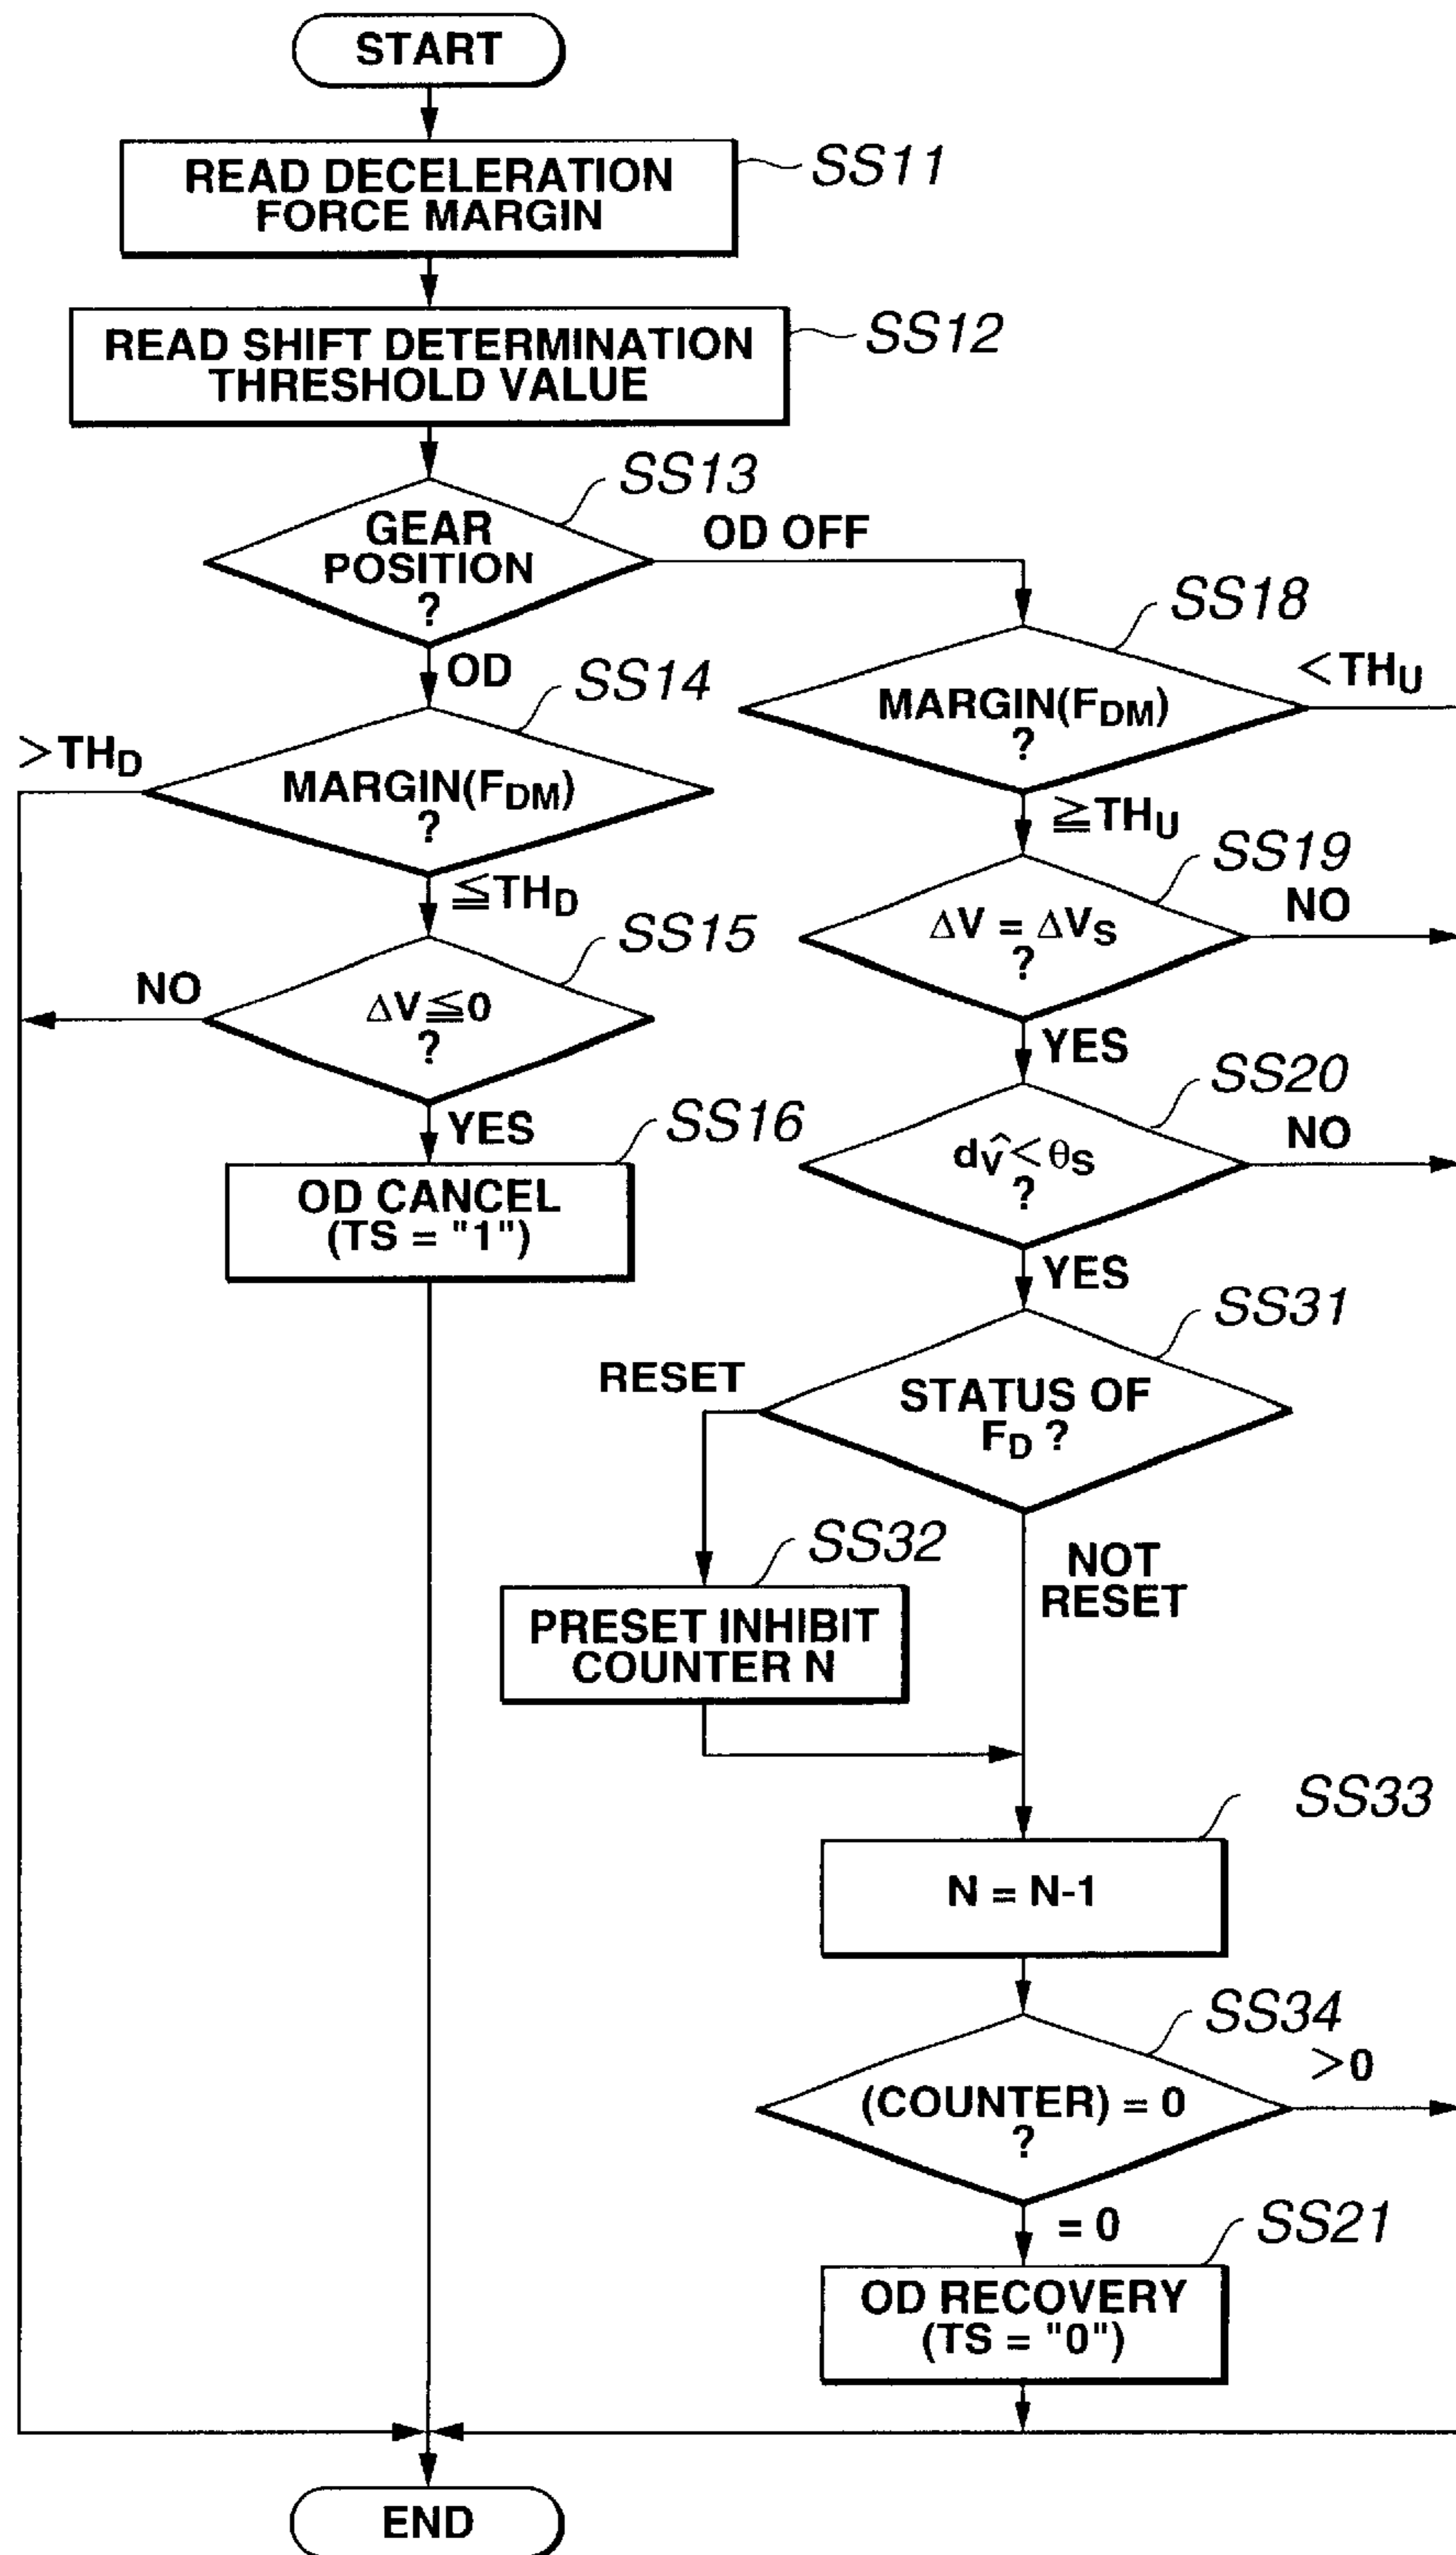 START
READ DECELERATION
FORCE MARGIN
SS11
READ SHIFT DETERMINATION
THRESHOLD VALUE
SS12
GEAR
POSITION
?
SS13
OD OFF
OD
MARGIN(FDM)
?
SS14
>THD
≦THD
ΔV≦0
?
SS15
NO
YES
OD CANCEL
(TS = "1")
SS16
MARGIN(FDM)
?
SS18
<THU
≧THU
ΔV = ΔVS
?
SS19
NO
YES
dv̂<θS
?
SS20
NO
YES
STATUS OF
FD ?
SS31
RESET
NOT
RESET
PRESET INHIBIT
COUNTER N
SS32
N = N-1
SS33
(COUNTER) = 0
?
SS34
>0
= 0
OD RECOVERY
(TS = "0")
SS21
END